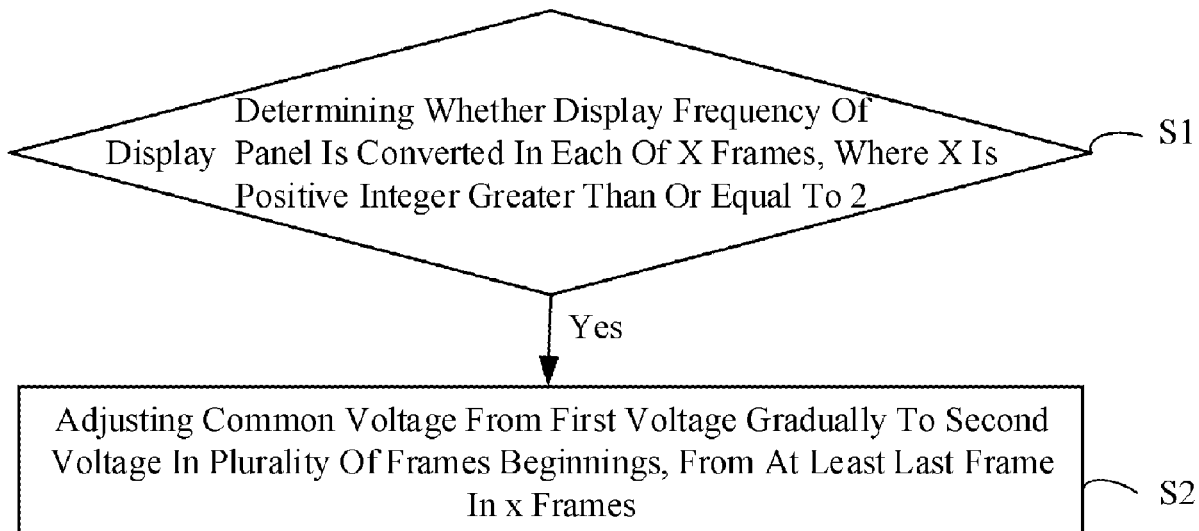 Determining Whether Display Frequency Of
Display Panel Is Converted In Each Of X Frames, Where X Is
Positive Integer Greater Than Or Equal To 2
S1
Yes
Adjusting Common Voltage From First Voltage Gradually To Second
Voltage In Plurality Of Frames Beginnings, From At Least Last Frame
In x Frames
S2